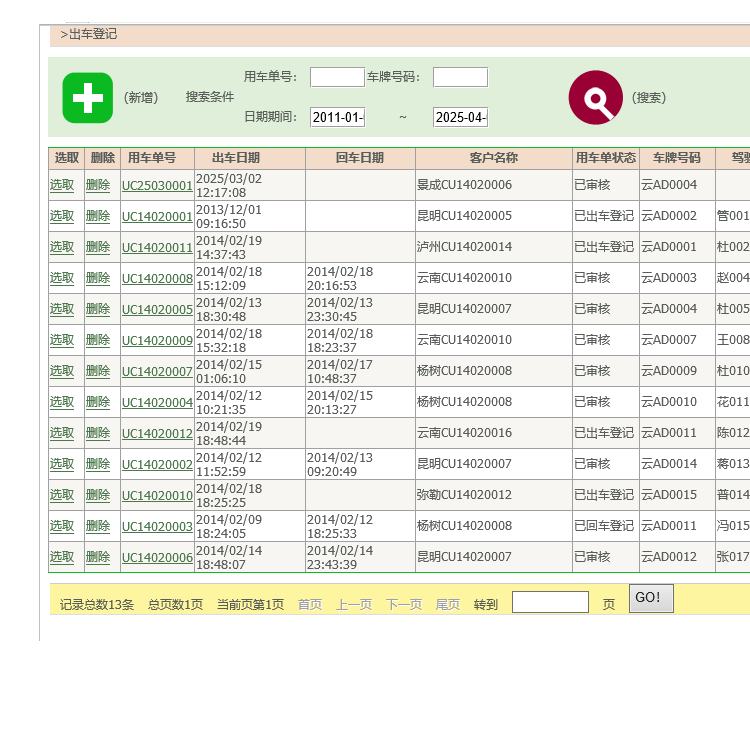 >出车登记
用车单号: 车牌号码:
(新增) 搜索条件 (搜索)
日期期间: 2011-01- ~ 2025-04-
选取 删除 用车单号 出车日期 回车日期 客户名称 用车单状态 车牌号码 驾驶
选取 删除 UC25030001 2025/03/02 12:17:08 景成CU14020006 已审核 云AD0004
选取 删除 UC14020001 2013/12/01 09:16:50 昆明CU14020005 已出车登记 云AD0002 管001
选取 删除 UC14020011 2014/02/19 14:37:43 泸州CU14020014 已出车登记 云AD0001 杜002
选取 删除 UC14020008 2014/02/18 15:12:09 2014/02/18 20:16:53 云南CU14020010 已审核 云AD0003 赵004
选取 删除 UC14020005 2014/02/13 18:30:48 2014/02/13 23:30:45 昆明CU14020007 已审核 云AD0004 杜005
选取 删除 UC14020009 2014/02/18 15:32:18 2014/02/18 18:23:37 云南CU14020010 已审核 云AD0007 王008
选取 删除 UC14020007 2014/02/15 01:06:10 2014/02/17 10:48:37 杨树CU14020008 已审核 云AD0009 杜010
选取 删除 UC14020004 2014/02/12 10:21:35 2014/02/15 20:13:27 杨树CU14020008 已审核 云AD0010 花011
选取 删除 UC14020012 2014/02/19 18:48:44 云南CU14020016 已出车登记 云AD0011 陈012
选取 删除 UC14020002 2014/02/12 11:52:59 2014/02/13 09:20:49 昆明CU14020007 已审核 云AD0014 蒋013
选取 删除 UC14020010 2014/02/18 18:25:25 弥勒CU14020012 已出车登记 云AD0015 普014
选取 删除 UC14020003 2014/02/09 18:24:05 2014/02/12 18:25:33 杨树CU14020008 已回车登记 云AD0011 冯015
选取 删除 UC14020006 2014/02/14 18:48:07 2014/02/14 23:43:39 昆明CU14020007 已审核 云AD0012 张017
记录总数13条 总页数1页 当前页第1页 首页 上一页 下一页 尾页 转到 页 GO!